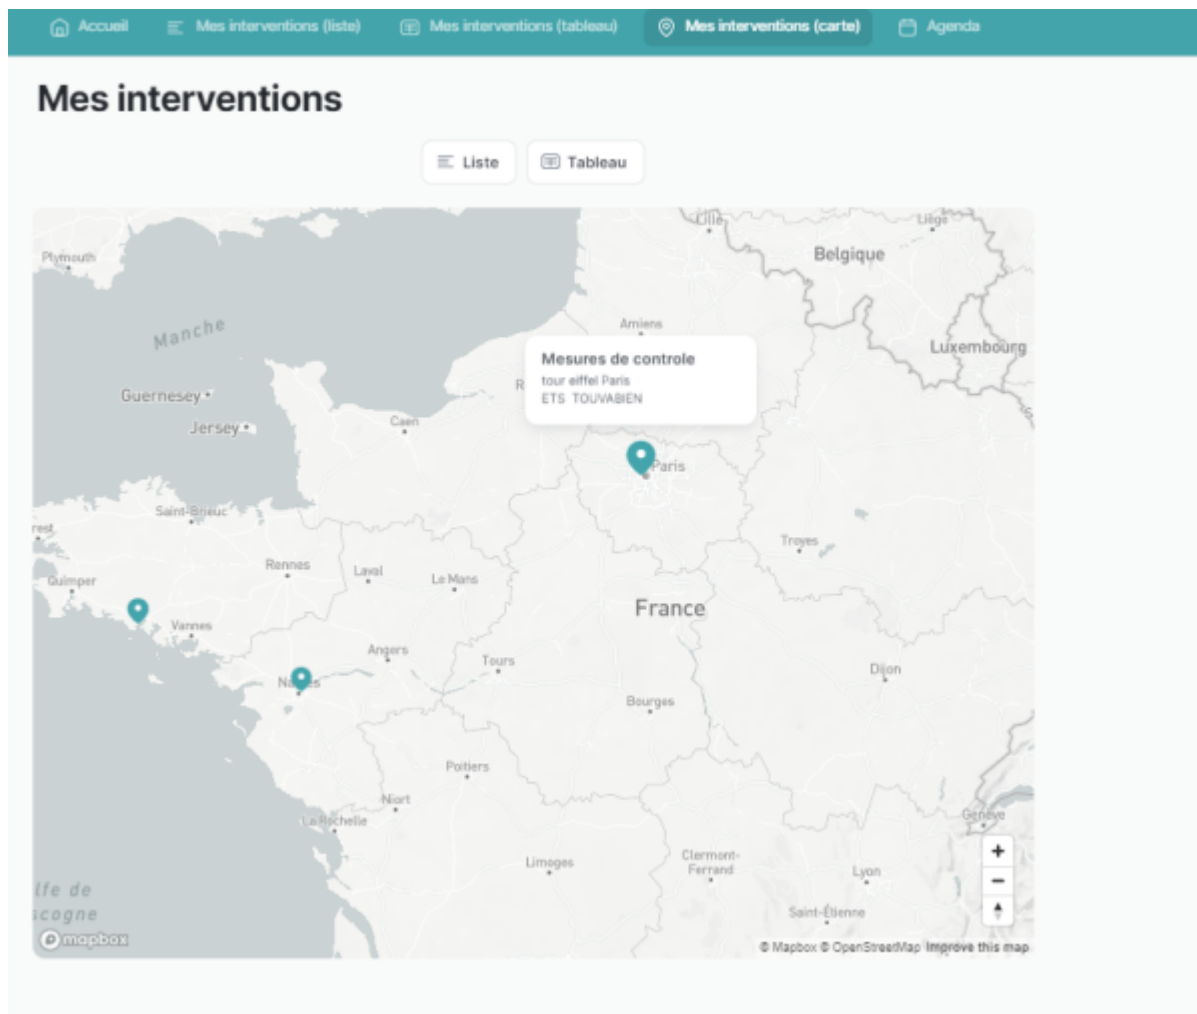 Accueil
Mes interventions (liste)
Mes interventions (tableau)
Mes interventions (carte)
Agenda
Mes interventions
Liste
Tableau
Lille
Liège
Plymouth
Belgique
Manche
Amiens
Luxembourg
Mesures de controle
tour eiffel Paris
ETS TOUVABIEN
R
Guernesey
Jersey
Caen
Paris
Saint-Brieuc
rest
Troyes
Rennes
Laval
Le Mans
Quimper
France
Vannes
Angers
Tours
Dijon
Bourges
Poitiers
Niort
La Rochelle
Genève
Limoges
Clermont-
Ferrand
Lyon
lfe de
scogne
Saint-Étienne
mapbox
© Mapbox © OpenStreetMap Improve this map